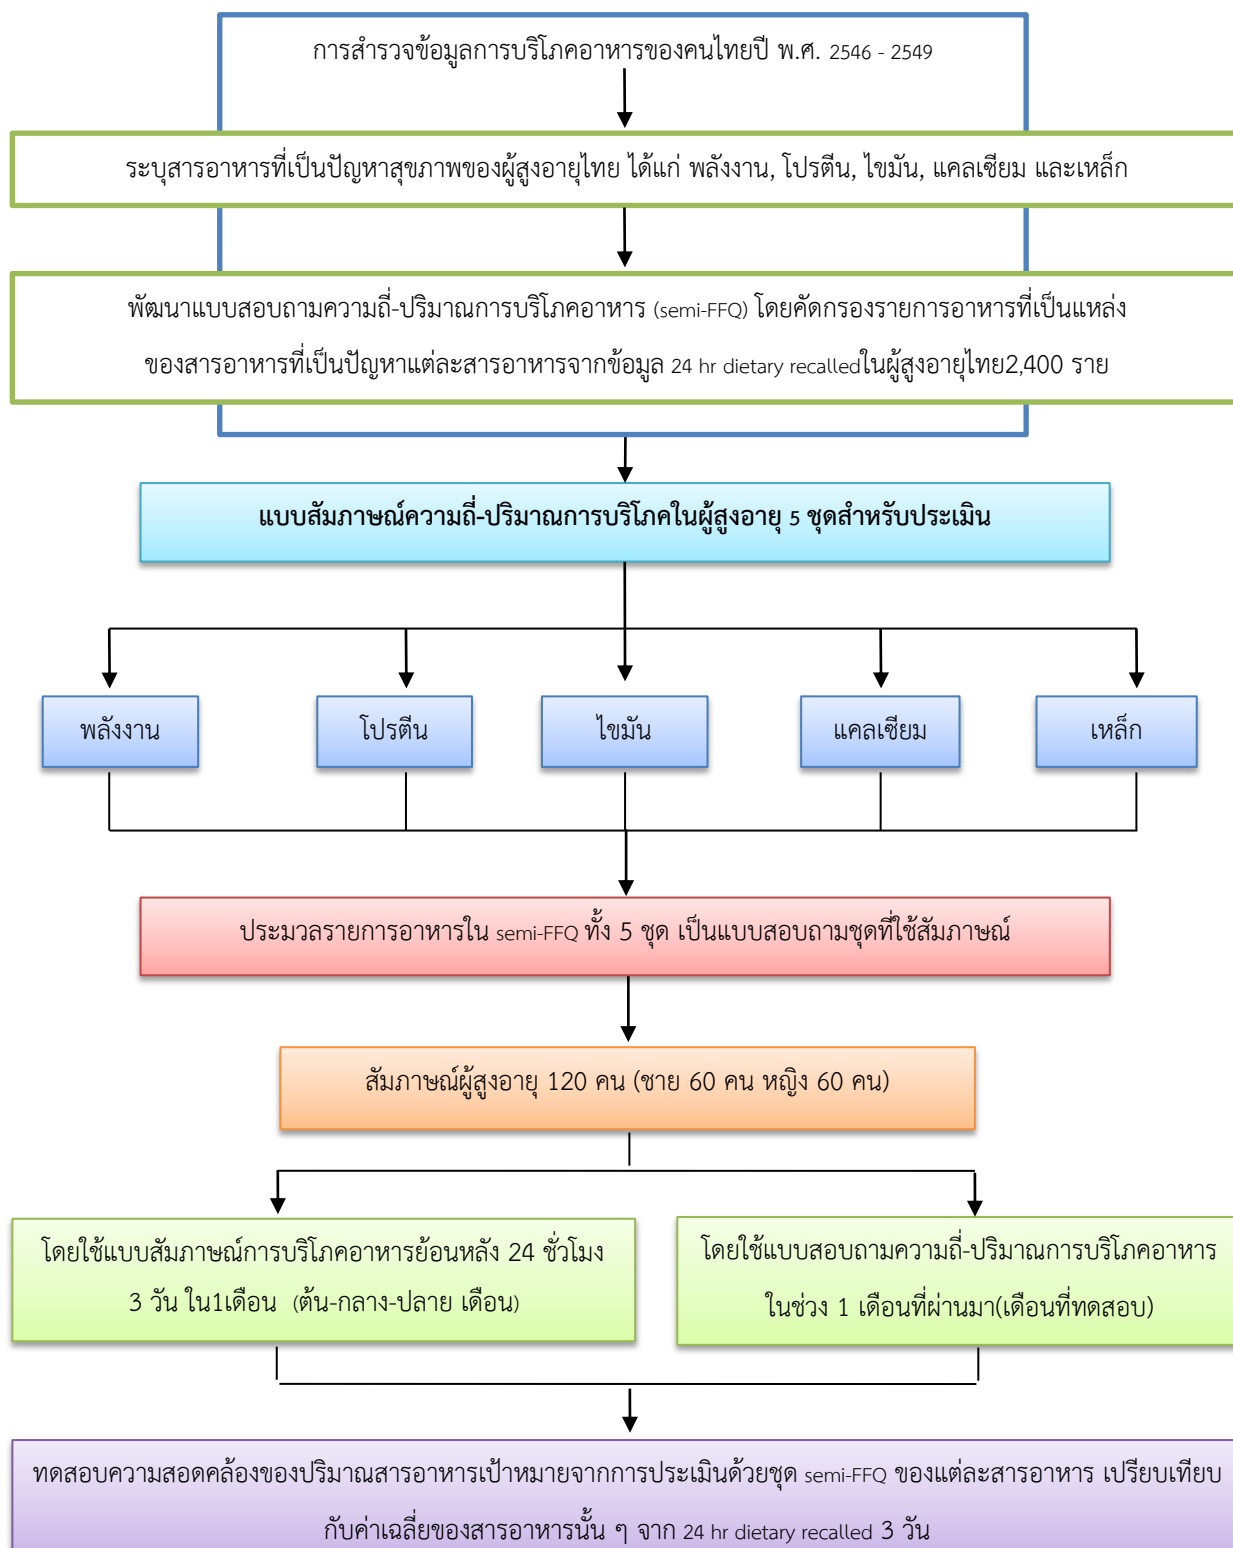 การสำรวจข้อมูลการบริโภคอาหารของคนไทยปี พ.ศ. 2546 - 2549
ระบุสารอาหารที่เป็นปัญหาสุขภาพของผู้สูงอายุไทย ได้แก่ พลังงาน, โปรตีน, ไขมัน, แคลเซียม และเหล็ก
พัฒนาแบบสอบถามความถี่-ปริมาณการบริโภคอาหาร (semi-FFQ) โดยคัดกรองรายการอาหารที่เป็นแหล่ง
ของสารอาหารที่เป็นปัญหาแต่ละสารอาหารจากข้อมูล 24 hr dietary recalledในผู้สูงอายุไทย2,400 ราย
แบบสัมภาษณ์ความถี่-ปริมาณการบริโภคในผู้สูงอายุ 5 ชุดสำหรับประเมิน
พลังงาน
โปรตีน
ไขมัน
แคลเซียม
เหล็ก
ประมวลรายการอาหารใน semi-FFQ ทั้ง 5 ชุด เป็นแบบสอบถามชุดที่ใช้สัมภาษณ์
สัมภาษณ์ผู้สูงอายุ 120 คน (ชาย 60 คน หญิง 60 คน)
โดยใช้แบบสัมภาษณ์การบริโภคอาหารย้อนหลัง 24 ชั่วโมง
3 วัน ใน1เดือน (ต้น-กลาง-ปลาย เดือน)
โดยใช้แบบสอบถามความถี่-ปริมาณการบริโภคอาหาร
ในช่วง 1 เดือนที่ผ่านมา(เดือนที่ทดสอบ)
ทดสอบความสอดคล้องของปริมาณสารอาหารเป้าหมายจากการประเมินด้วยชุด semi-FFQ ของแต่ละสารอาหาร เปรียบเทียบ
กับค่าเฉลี่ยของสารอาหารนั้น ๆ จาก 24 hr dietary recalled 3 วัน